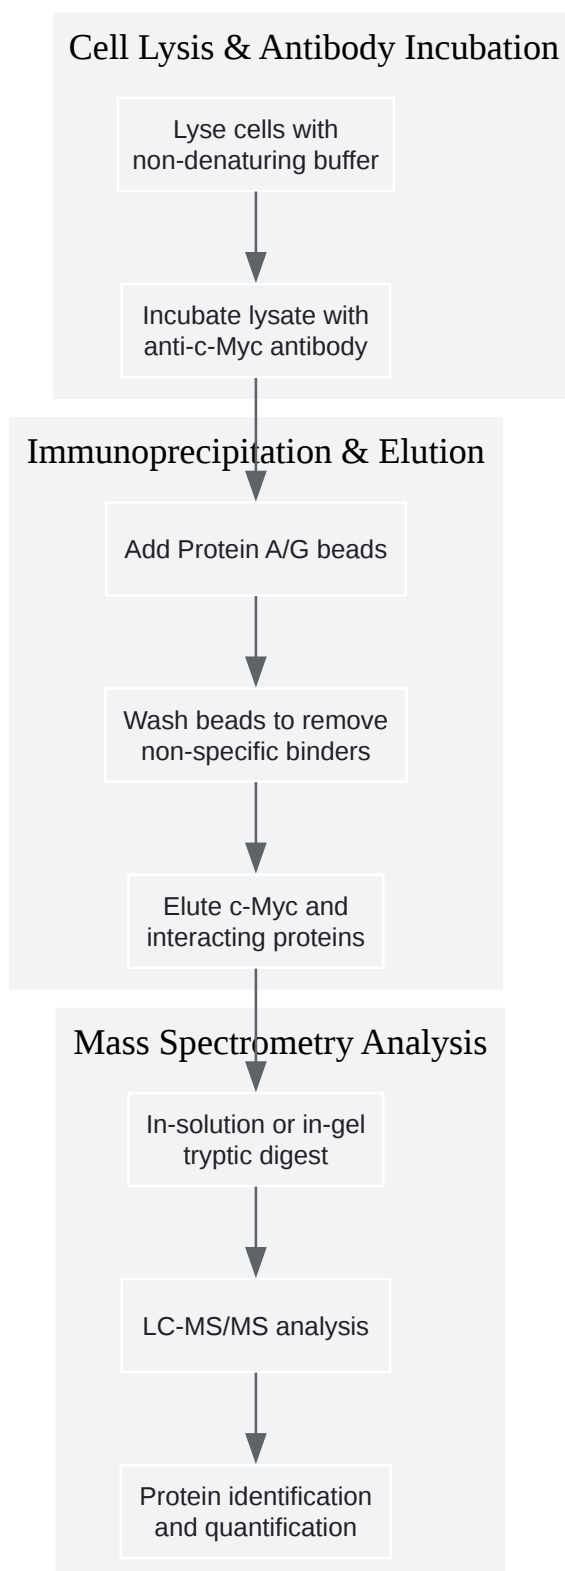 Cell Lysis & Antibody Incubation
Lyse cells with
non-denaturing buffer
Incubate lysate with
anti-c-Myc antibody
Immunoprecipitation & Elution
Add Protein A/G beads
Wash beads to remove
non-specific binders
Elute c-Myc and
interacting proteins
Mass Spectrometry Analysis
In-solution or in-gel
tryptic digest
LC-MS/MS analysis
Protein identification
and quantification